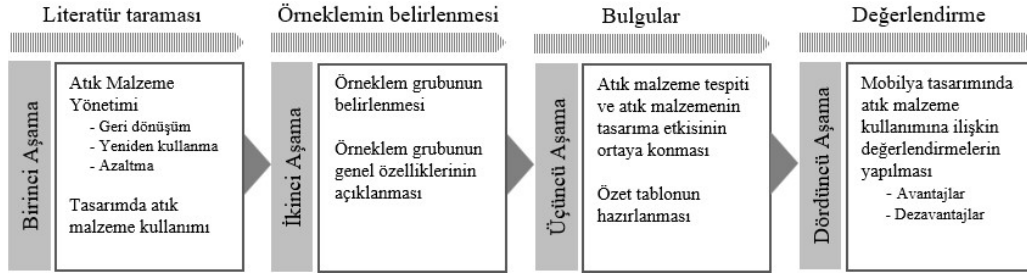 Literatür taraması
Birinci Aşama
Atık Malzeme
Yönetimi
- Geri dönüşüm
- Yeniden kullanma
- Azaltma
Tasarımda atık
malzeme kullanımı
Örneklemin belirlenmesi
İkinci Aşama
Örneklem grubunun
belirlenmesi
Örneklem grubunun
genel özelliklerinin
açıklanması
Bulgular
Üçüncü Aşama
Atık malzeme tespiti
ve atık malzemenin
tasarıma etkisinin
ortaya konması
Özet tablonun
hazırlanması
Değerlendirme
Dördüncü Aşama
Mobilya tasarımında
atık malzeme
kullanımına ilişkin
değerlendirmelerin
yapılması
- Avantajlar
- Dezavantajlar